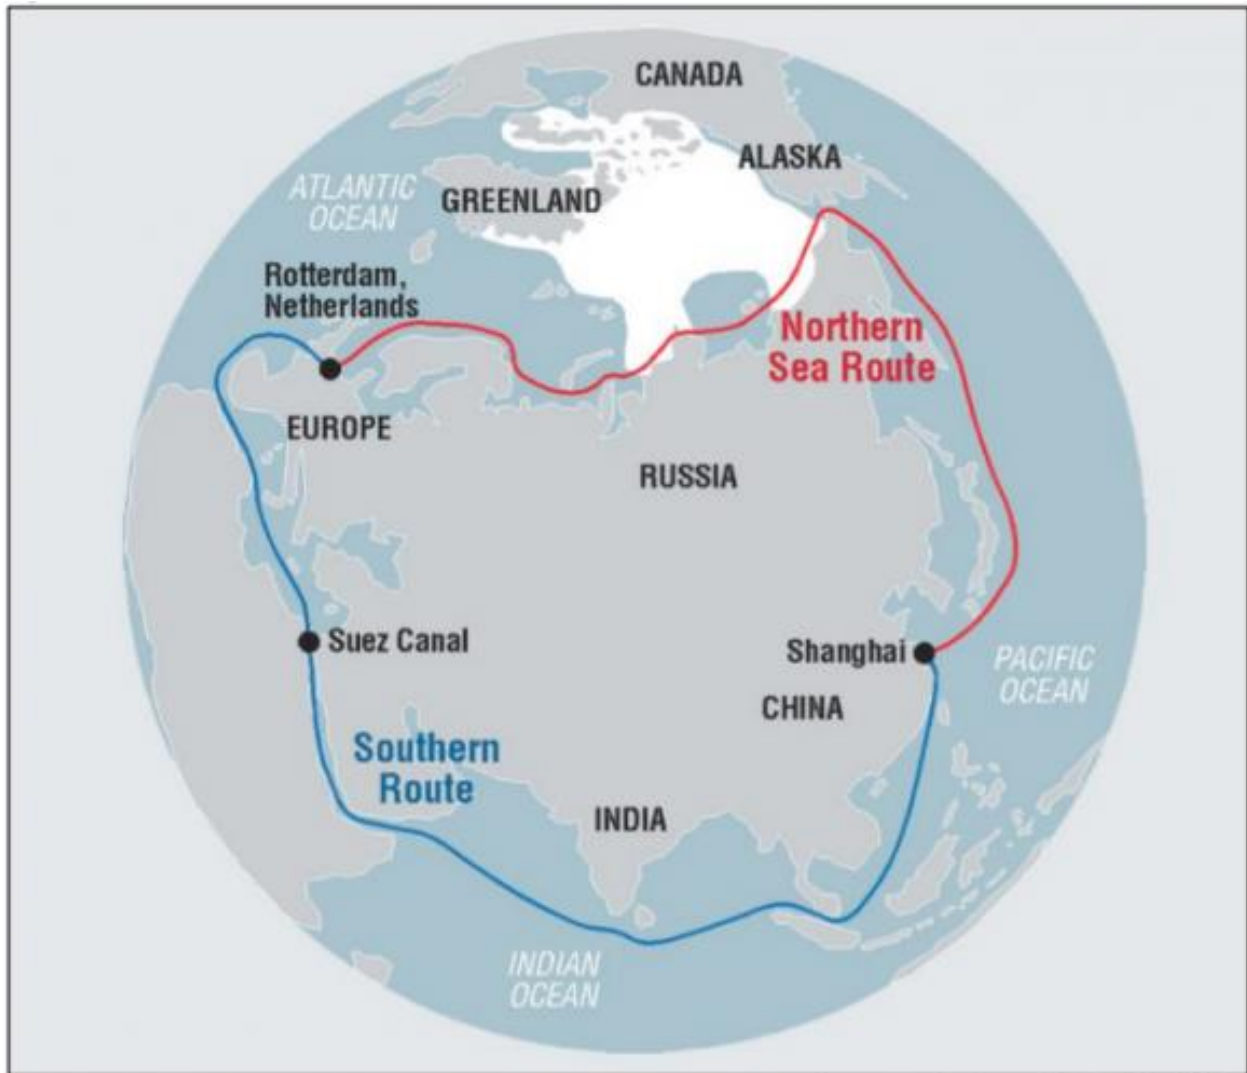 CANADA
ALASKA
ATLANTIC
OCEAN
GREENLAND
Rotterdam,
Netherlands
Northern
Sea Route
EUROPE
RUSSIA
Suez Canal
Shanghai
PACIFIC
OCEAN
CHINA
Southern
Route
INDIA
INDIAN
OCEAN